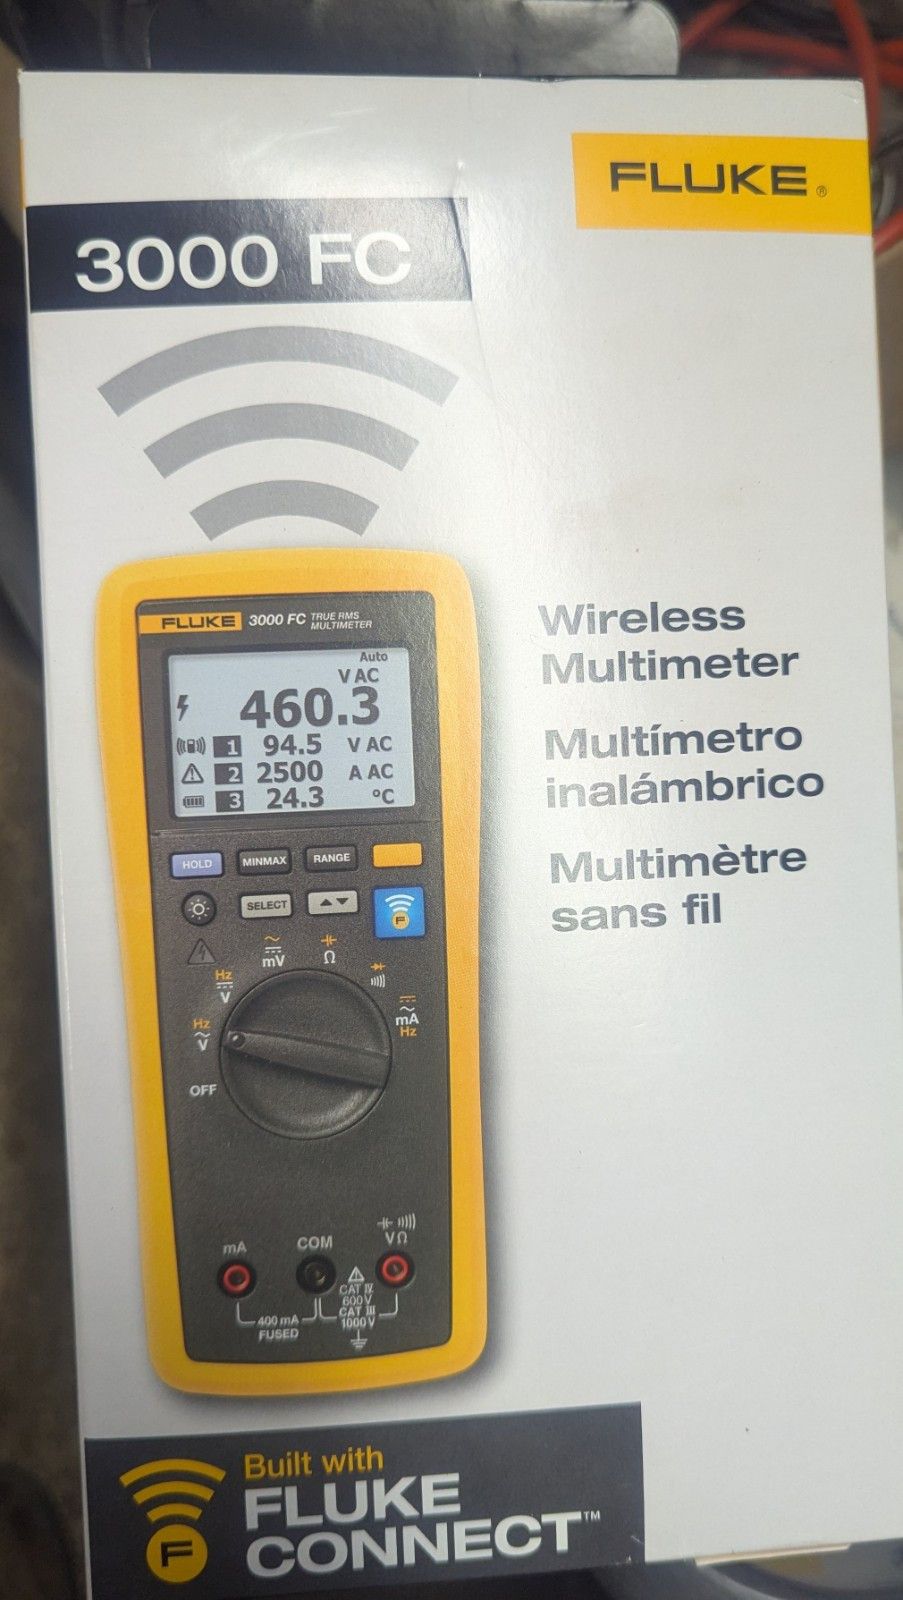 FLUKE®
3000 FC
FLUKE 3000 FC TRUE RMS
MULTIMETER
Auto
V AC
460.3
1 94.5 V AC
2 2500 A AC
3 24.3 °C
HOLD MINMAX RANGE
SELECT
F
mV
Ω
Hz
V
mA
Hz
Hz
V
OFF
mA COM VΩ
400 mA
FUSED
CAT IV
600V
CAT III
1000V
Wireless
Multimeter
Multímetro
inalámbrico
Multimètre
sans fil
F
Built with
FLUKE
CONNECT™